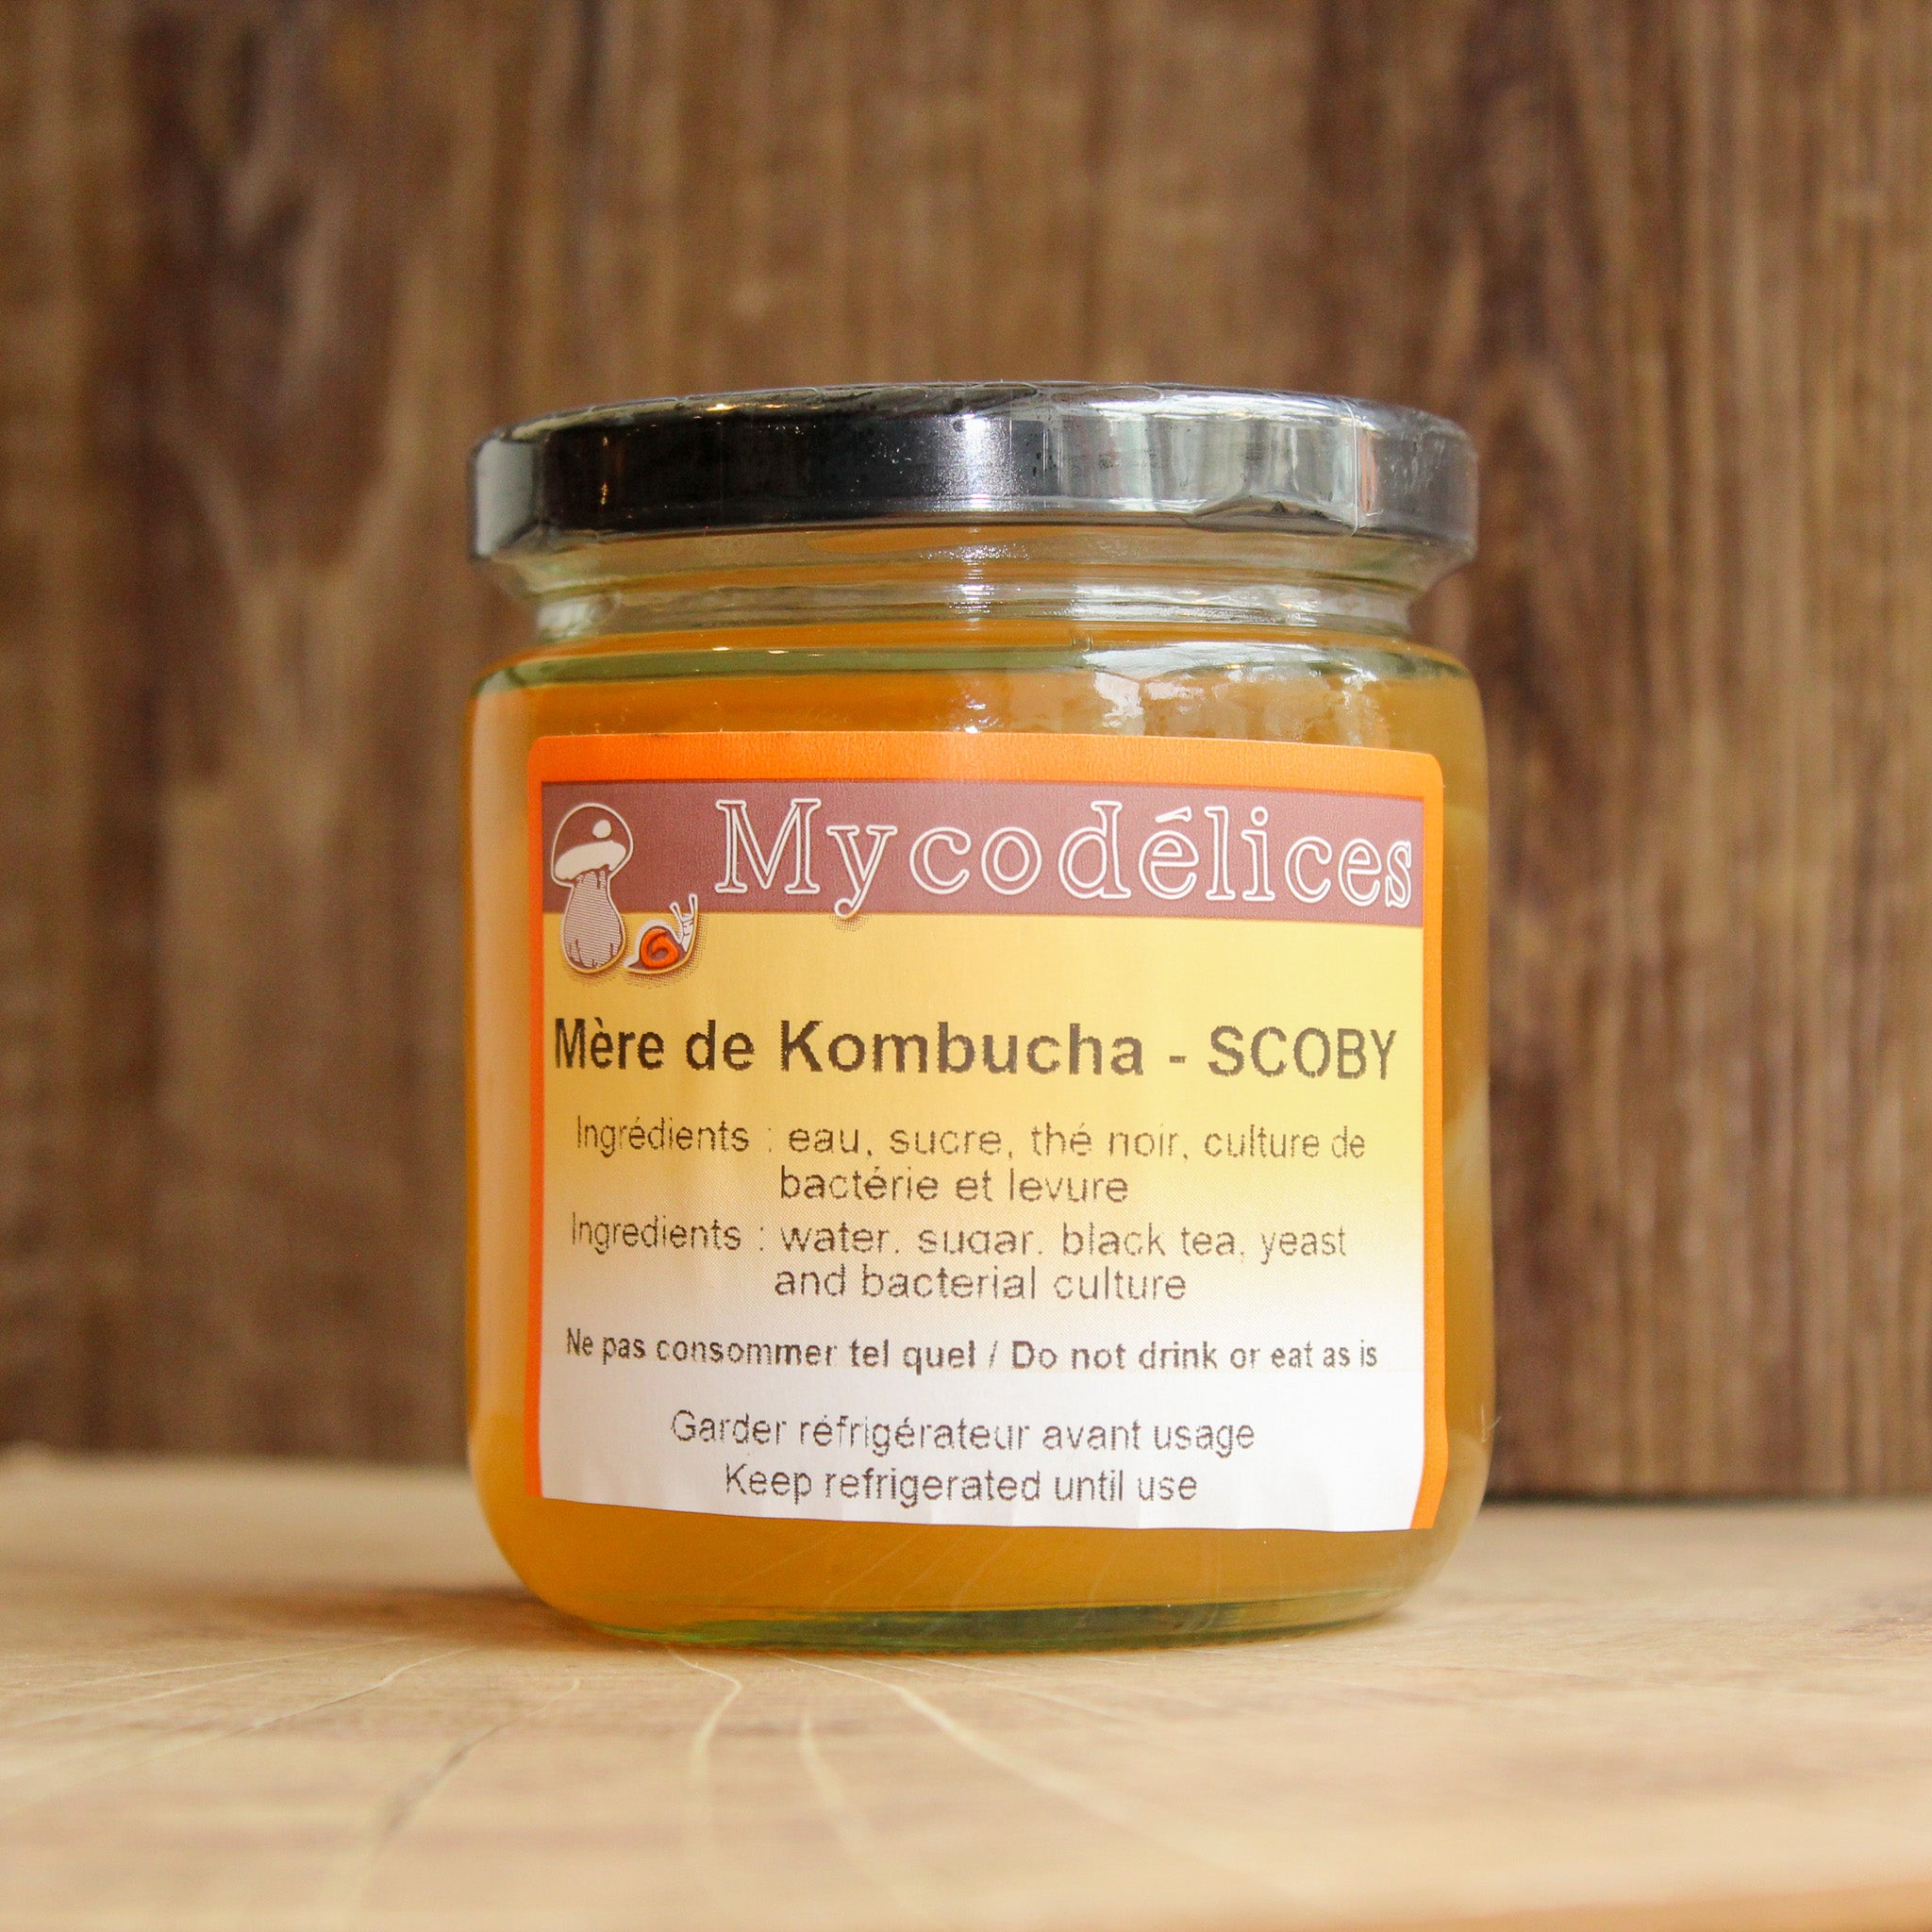 Mycodélices
Mère de Kombucha - SCOBY
Ingrédients : eau, sucre, thé noir, culture de
bactérie et levure
Ingredients : water, sugar, black tea, yeast
and bacterial culture
Ne pas consommer tel quel / Do not drink or eat as is
Garder réfrigérateur avant usage
Keep refrigerated until use